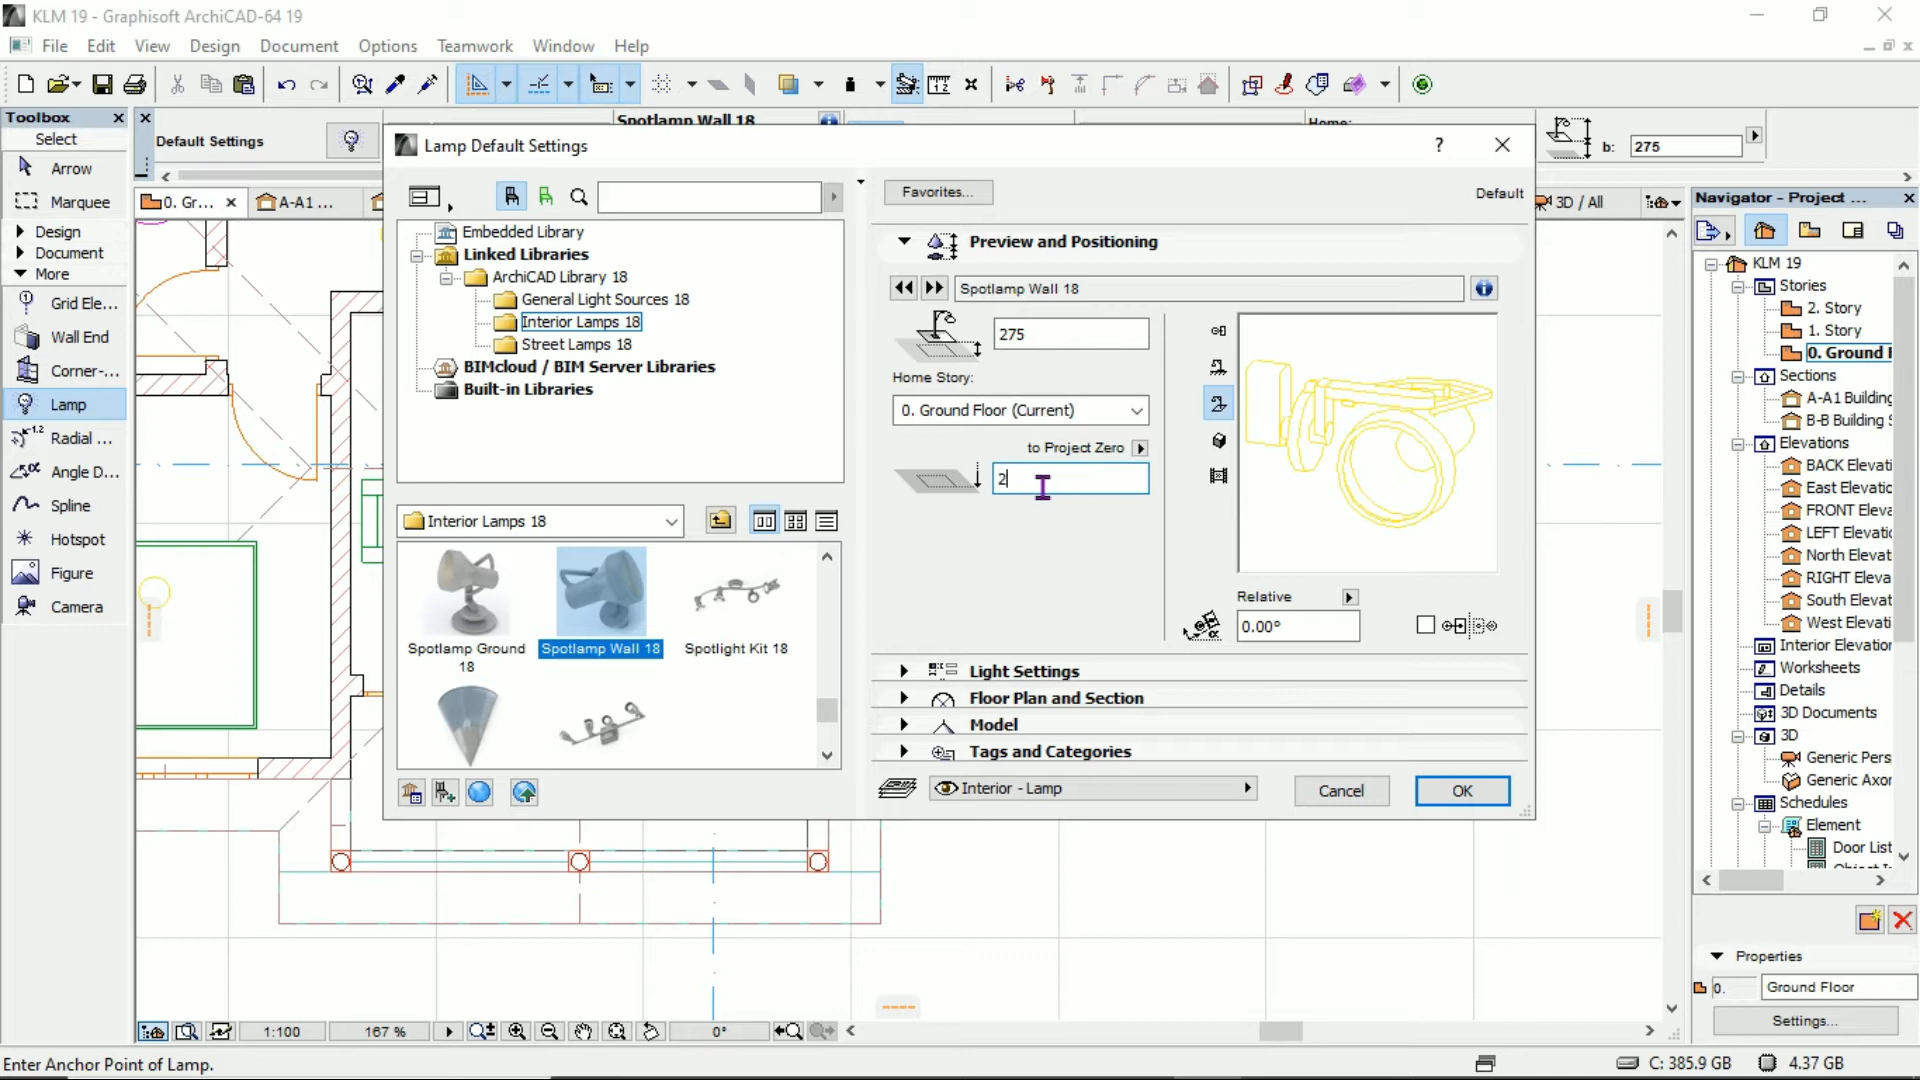 KLM 19 - Graphisoft ArchiCAD-64 19
File Edit View Design Document Options Teamwork Window Help
Toolbox
Select
Arrow
Marquee
Design
Document
More
Grid Ele...
Wall End
Corner-...
Lamp
Radial ...
Angle D...
Spline
Hotspot
Figure
Camera
Default Settings
Spotlamp Wall 18
Home:
b: 275
0. Gr...
A-A1 ...
3D / All
Lamp Default Settings
Embedded Library
Linked Libraries
ArchiCAD Library 18
General Light Sources 18
Interior Lamps 18
Street Lamps 18
BIMcloud / BIM Server Libraries
Built-in Libraries
Interior Lamps 18
Spotlamp Ground 18
Spotlamp Wall 18
Spotlight Kit 18
Favorites...
Default
Preview and Positioning
Spotlamp Wall 18
275
Home Story:
0. Ground Floor (Current)
to Project Zero
2
Relative
0.00°
Light Settings
Floor Plan and Section
Model
Tags and Categories
Interior - Lamp
Cancel
OK
Navigator - Project ...
KLM 19
Stories
2. Story
1. Story
0. Ground F
Sections
A-A1 Building
B-B Building S
Elevations
BACK Elevati
East Elevatio
FRONT Eleva
LEFT Elevatio
North Elevat
RIGHT Eleva
South Elevat
West Elevati
Interior Elevation
Worksheets
Details
3D Documents
3D
Generic Pers
Generic Axor
Schedules
Element
Door List
Properties
0. Ground Floor
Settings...
1:100
167 %
0°
Enter Anchor Point of Lamp.
C: 385.9 GB
4.37 GB